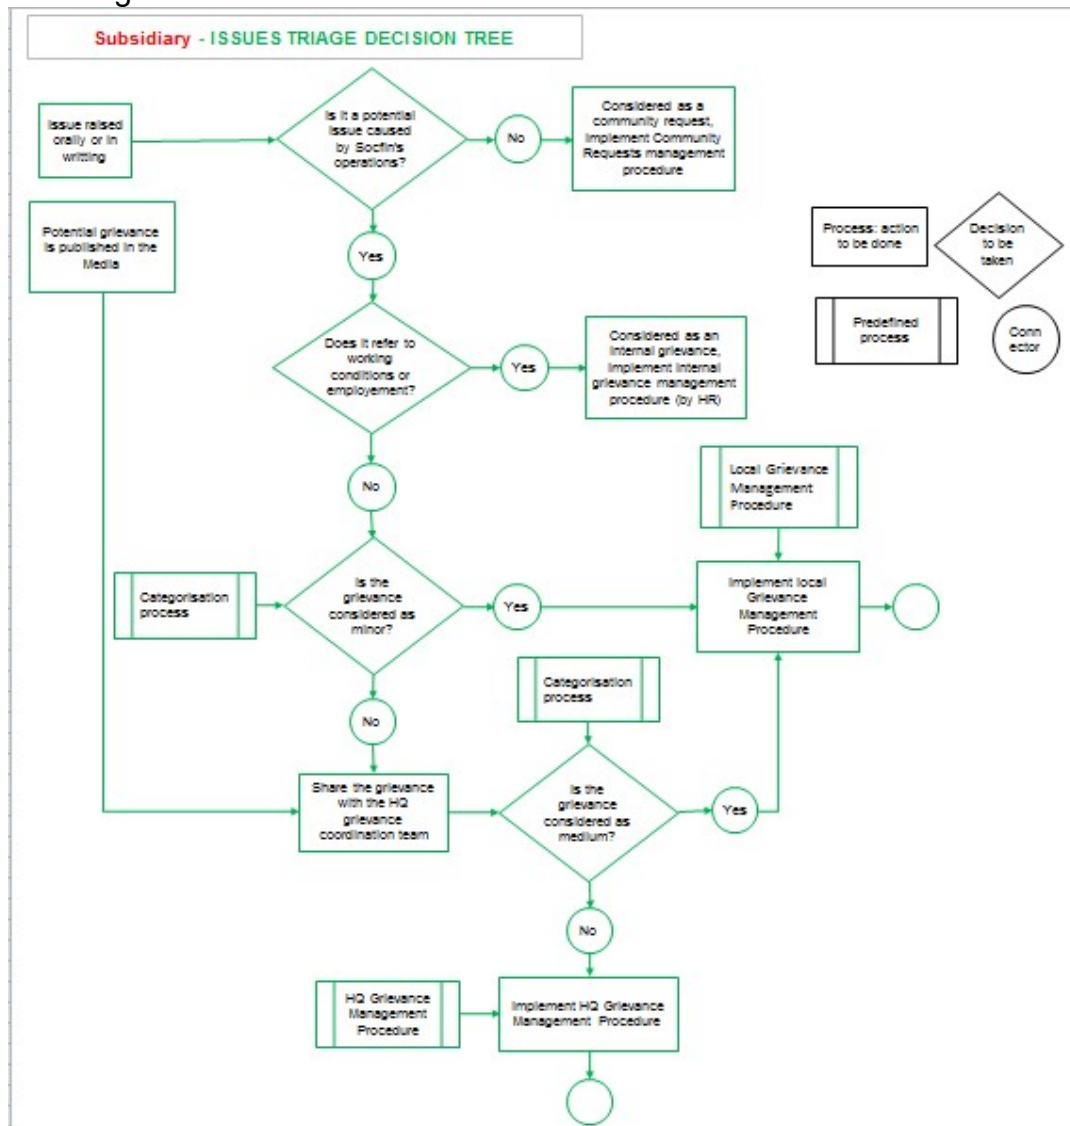 Subsidiary - ISSUES TRIAGE DECISION TREE
Issue raised
orally or in
writting
Is it a potential
issue caused
by Socfin's
operations?
No
Considered as a
community request,
Implement Community
Requests management
procedure
Potential grievance
is published in the
Media
Yes
Process: action
to be done
Decision
to be
taken
Predefined
process
Conn
ector
Does it refer to
working
conditions or
employement?
Yes
Considered as an
internal grievance,
Implement internal
grievance management
procedure (by HR)
No
Local Grievance
Management
Procedure
Categorisation
process
Is the
grievance
considered as
minor?
Yes
Implement local
Grievance
Management
Procedure
No
Categorisation
process
Share the grievance
with the HQ
grievance
coordination team
Is the
grievance
considered as
medium?
Yes
No
HQ Grievance
Management
Procedure
Implement HQ Grievance
Management Procedure